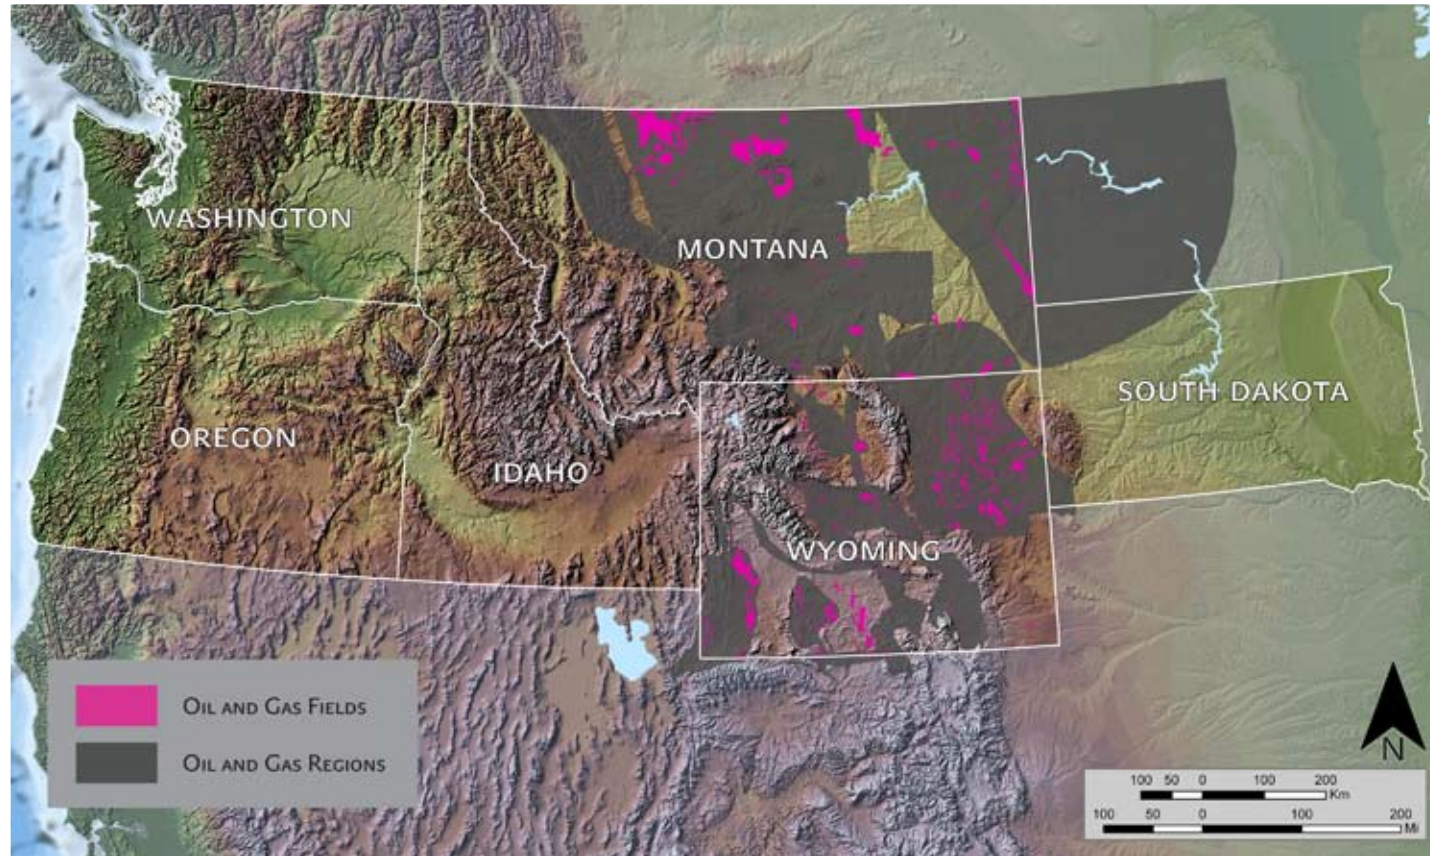 WASHINGTON
MONTANA
SOUTH DAKOTA
OREGON
IDAHO
WYOMING
Oil and Gas Fields
Oil and Gas Regions
N
100 50 0 100 200
Km
100 50 0 100 200
Mi